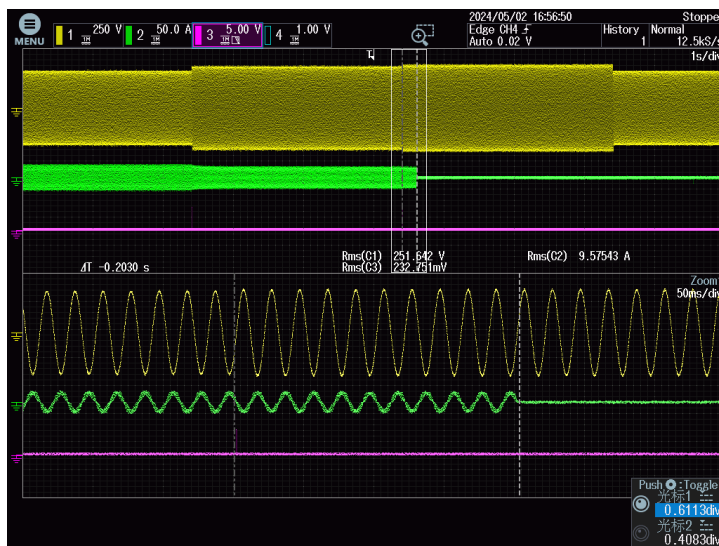 2024/05/02 16:56:50 Stoppe
MENU
1 250 V 2 50.0 A 3 5.00 V 4 1.00 V
Edge CH4
Auto 0.02 V
History
1
Normal
12.5kS/s
1s/div
Rms(C1) 251.642 V Rms(C2) 9.57543 A
Rms(C3) 232.751mV
ΔT -0.2030 s
Zoom1
50ms/div
Push :Toggle
光标1
0.6113div
光标2
0.4083div